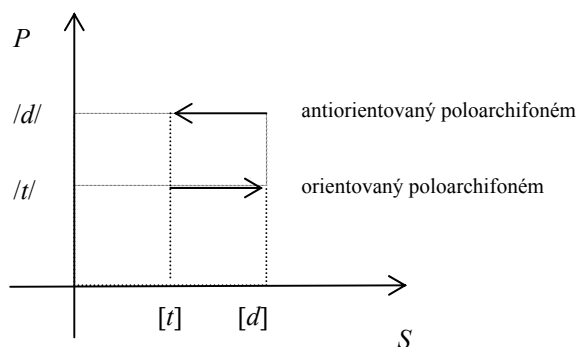 P
/d/ antiorientovaný poloarchifoném
/t/ orientovaný poloarchifoném
[t] [d]
S